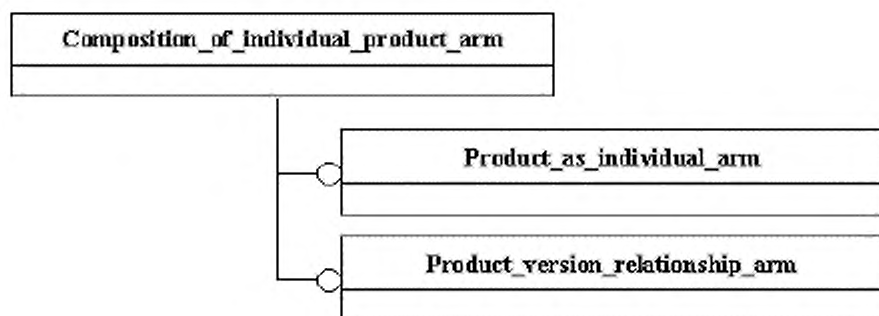 Composition_of_individual_product_arm
Product_as_individual_arm
Product_version_relationship_arm